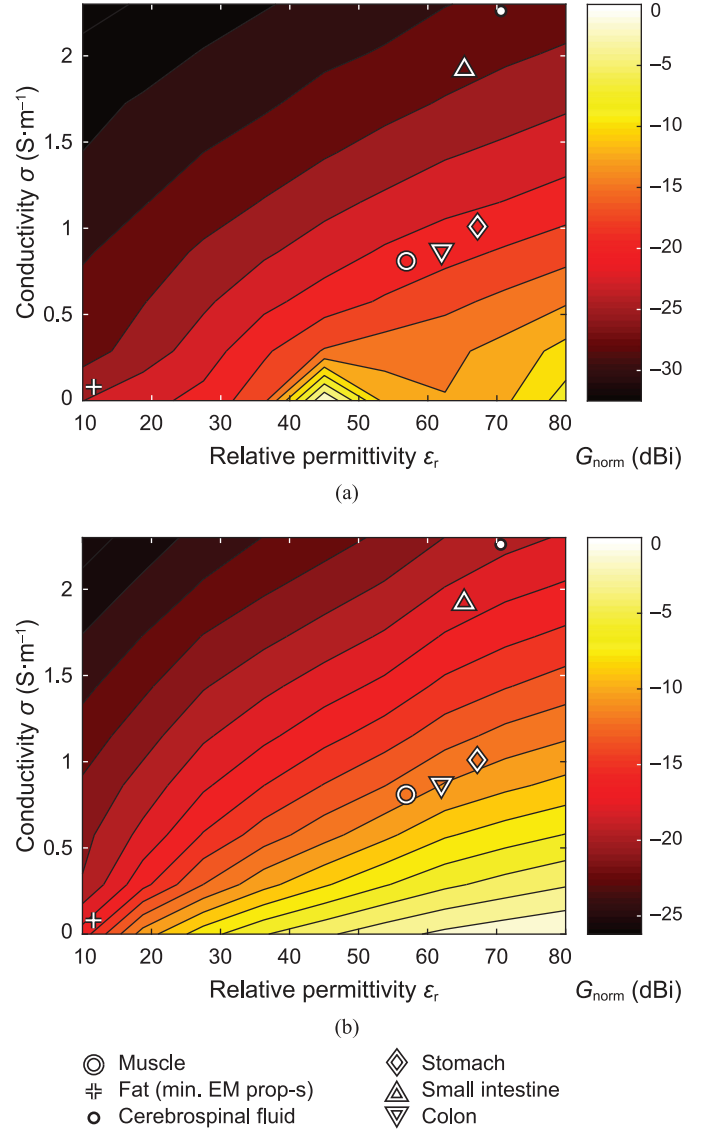 2
1.5
1
0.5
0
Conductivity σ (S·m⁻¹)
10 20 30 40 50 60 70 80
Relative permittivity εr
0
−5
−10
−15
−20
−25
−30
Gnorm (dBi)
(a)
2
1.5
1
0.5
0
Conductivity σ (S·m⁻¹)
10 20 30 40 50 60 70 80
Relative permittivity εr
0
−5
−10
−15
−20
−25
Gnorm (dBi)
(b)
Muscle
Fat (min. EM prop-s)
Cerebrospinal fluid
Stomach
Small intestine
Colon